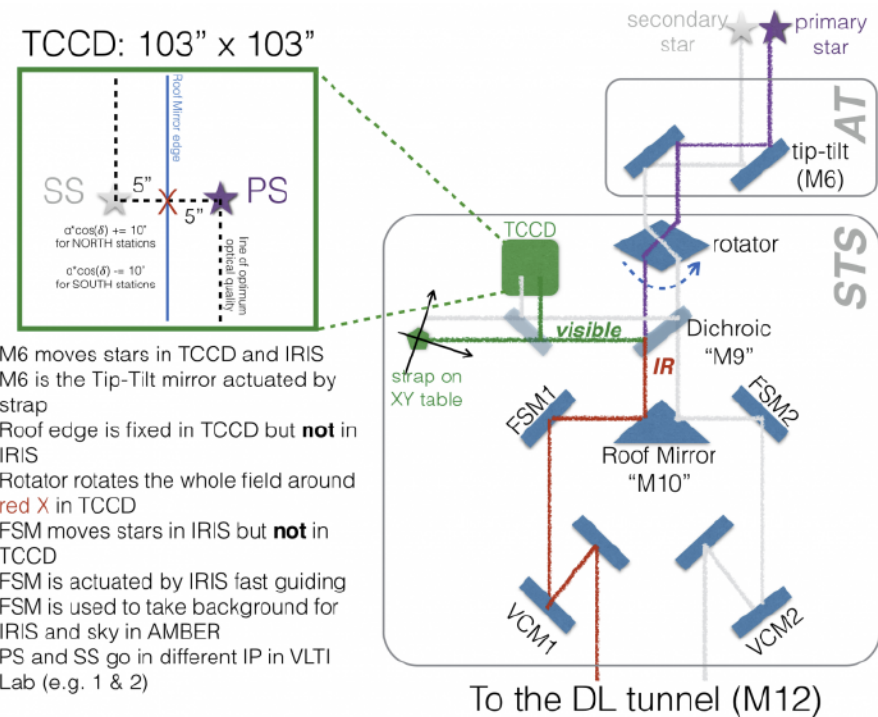 TCCD: 103” x 103”
Roof Mirror edge
SS
5”
5”
PS
α*cos(δ) += 10”
for NORTH stations
α*cos(δ) -= 10”
for SOUTH stations
line of optimum
optical quality
M6 moves stars in TCCD and IRIS
M6 is the Tip-Tilt mirror actuated by
strap
Roof edge is fixed in TCCD but not in
IRIS
Rotator rotates the whole field around
red X in TCCD
FSM moves stars in IRIS but not in
TCCD
FSM is actuated by IRIS fast guiding
FSM is used to take background for
IRIS and sky in AMBER
PS and SS go in different IP in VLTI
Lab (e.g. 1 & 2)
secondary
star
primary
star
AT
tip-tilt
(M6)
STS
TCCD
rotator
visible
Dichroic
“M9”
strap on
XY table
IR
FSM1
FSM2
Roof Mirror
“M10”
VCM1
VCM2
To the DL tunnel (M12)